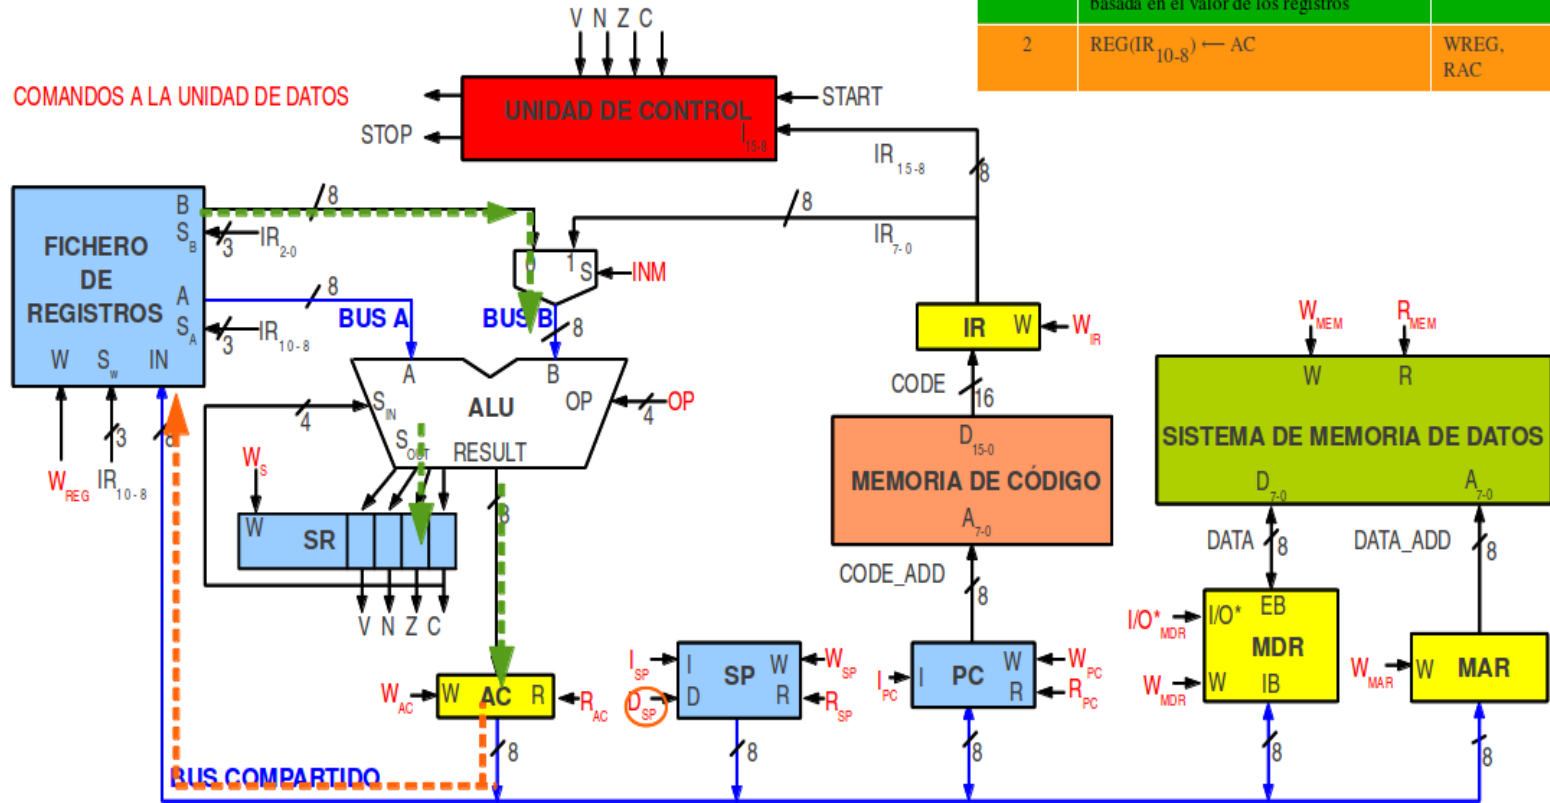 basada en el valor de los registros
2 REG(IR10-8) ← AC WREG,
RAC
V N Z C
COMANDOS A LA UNIDAD DE DATOS
UNIDAD DE CONTROL
START
STOP
I15-8
IR15-8
8
B
8
8
SB
3
IR2-0
IR7-0
FICHERO
DE
REGISTROS
0 1
S
INM
A
8
BUS A
BUS B
8
SA
3
IR10-8
IR W
WIR
WMEM
RMEM
W Sw IN
A B
CODE
16
W R
SIN
ALU
OP
4
OP
4
3
8
SOUT
RESULT
D15-0
SISTEMA DE MEMORIA DE DATOS
WREG
IR10-8
WS
MEMORIA DE CÓDIGO
D7-0
A7-0
8
A7-0
W
SR
DATA
8
DATA_ADD
8
CODE_ADD
8
V N Z C
I/O*MDR
I/O*
EB
MDR
ISP
I
SP
W
WSP
IPC
I
PC
W
WPC
WMAR
W
MAR
WAC
W
AC
R
RAC
DSP
D
R
RSP
R
RPC
WMDR
W
IB
8
8
8
8
8
BUS COMPARTIDO